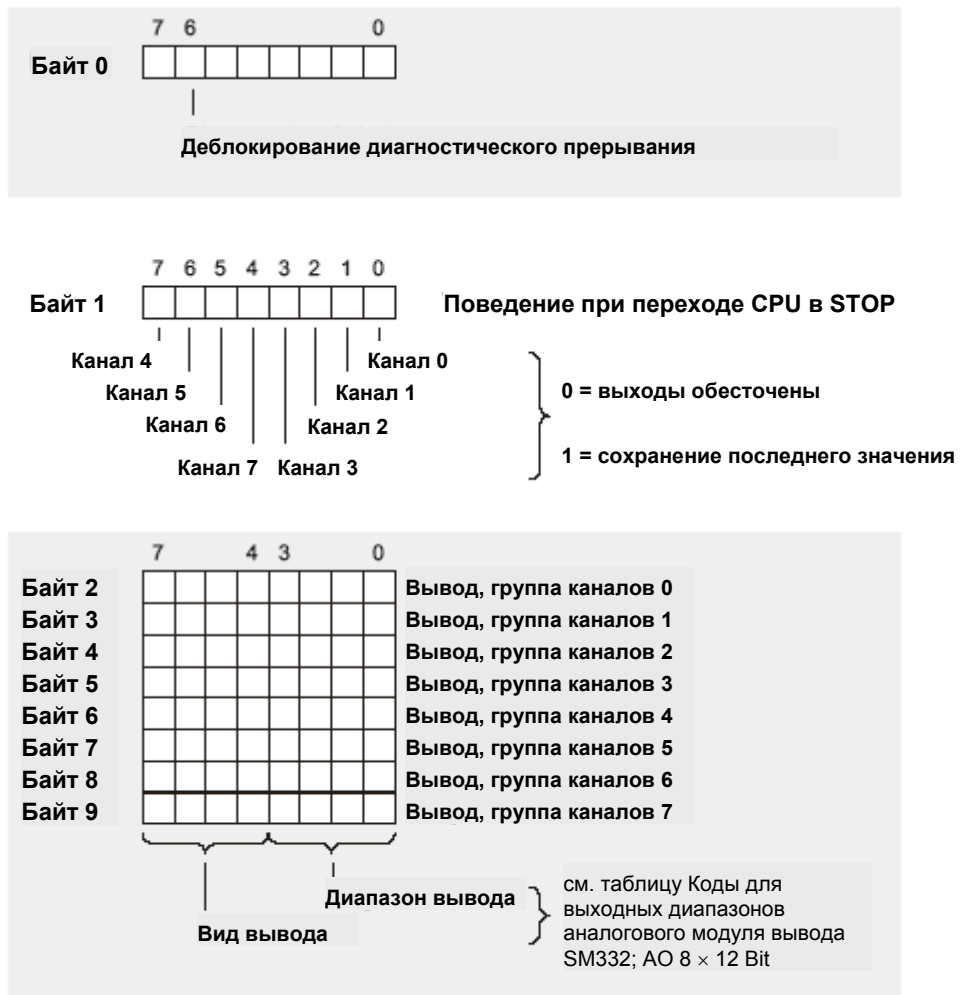 7 6 0
Байт 0
Деблокирование диагностического прерывания
7 6 5 4 3 2 1 0
Байт 1 Поведение при переходе CPU в STOP
Канал 4 Канал 0
Канал 5 Канал 1
Канал 6 Канал 2
Канал 7 Канал 3
0 = выходы обесточены
1 = сохранение последнего значения
7 4 3 0
Байт 2 Вывод, группа каналов 0
Байт 3 Вывод, группа каналов 1
Байт 4 Вывод, группа каналов 2
Байт 5 Вывод, группа каналов 3
Байт 6 Вывод, группа каналов 4
Байт 7 Вывод, группа каналов 5
Байт 8 Вывод, группа каналов 6
Байт 9 Вывод, группа каналов 7
Диапазон вывода
Вид вывода
см. таблицу Коды для
выходных диапазонов
аналогового модуля вывода
SM332; AO 8 × 12 Bit